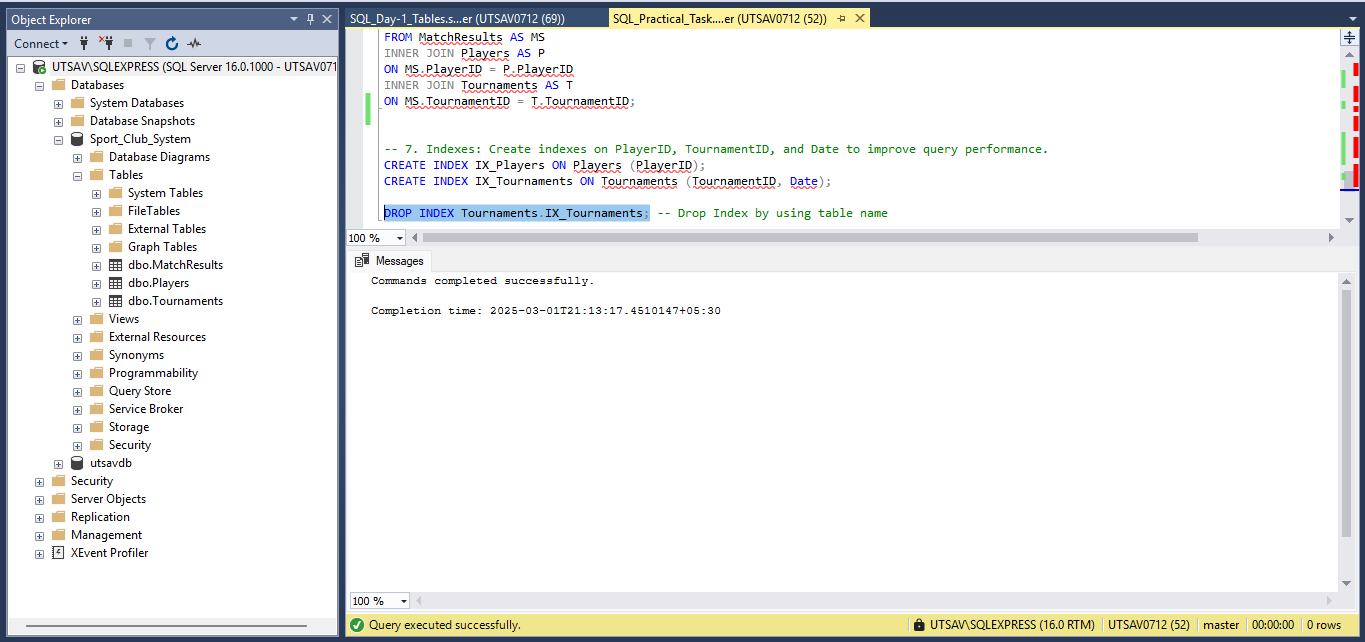 Object Explorer
Connect
UTSAV\SQLEXPRESS (SQL Server 16.0.1000 - UTSAV071
Databases
System Databases
Database Snapshots
Sport_Club_System
Database Diagrams
Tables
System Tables
FileTables
External Tables
Graph Tables
dbo.MatchResults
dbo.Players
dbo.Tournaments
Views
External Resources
Synonyms
Programmability
Query Store
Service Broker
Storage
Security
utsavdb
Security
Server Objects
Replication
Management
XEvent Profiler
SQL_Day-1_Tables.s...er (UTSAV0712 (69))
SQL_Practical_Task....er (UTSAV0712 (52))
FROM MatchResults AS MS
INNER JOIN Players AS P
ON MS.PlayerID = P.PlayerID
INNER JOIN Tournaments AS T
ON MS.TournamentID = T.TournamentID;
-- 7. Indexes: Create indexes on PlayerID, TournamentID, and Date to improve query performance.
CREATE INDEX IX_Players ON Players (PlayerID);
CREATE INDEX IX_Tournaments ON Tournaments (TournamentID, Date);
DROP INDEX Tournaments.IX_Tournaments; -- Drop Index by using table name
100 %
Messages
Commands completed successfully.
Completion time: 2025-03-01T21:13:17.4510147+05:30
100 %
Query executed successfully.
UTSAV\SQLEXPRESS (16.0 RTM)
UTSAV0712 (52)
master
00:00:00
0 rows